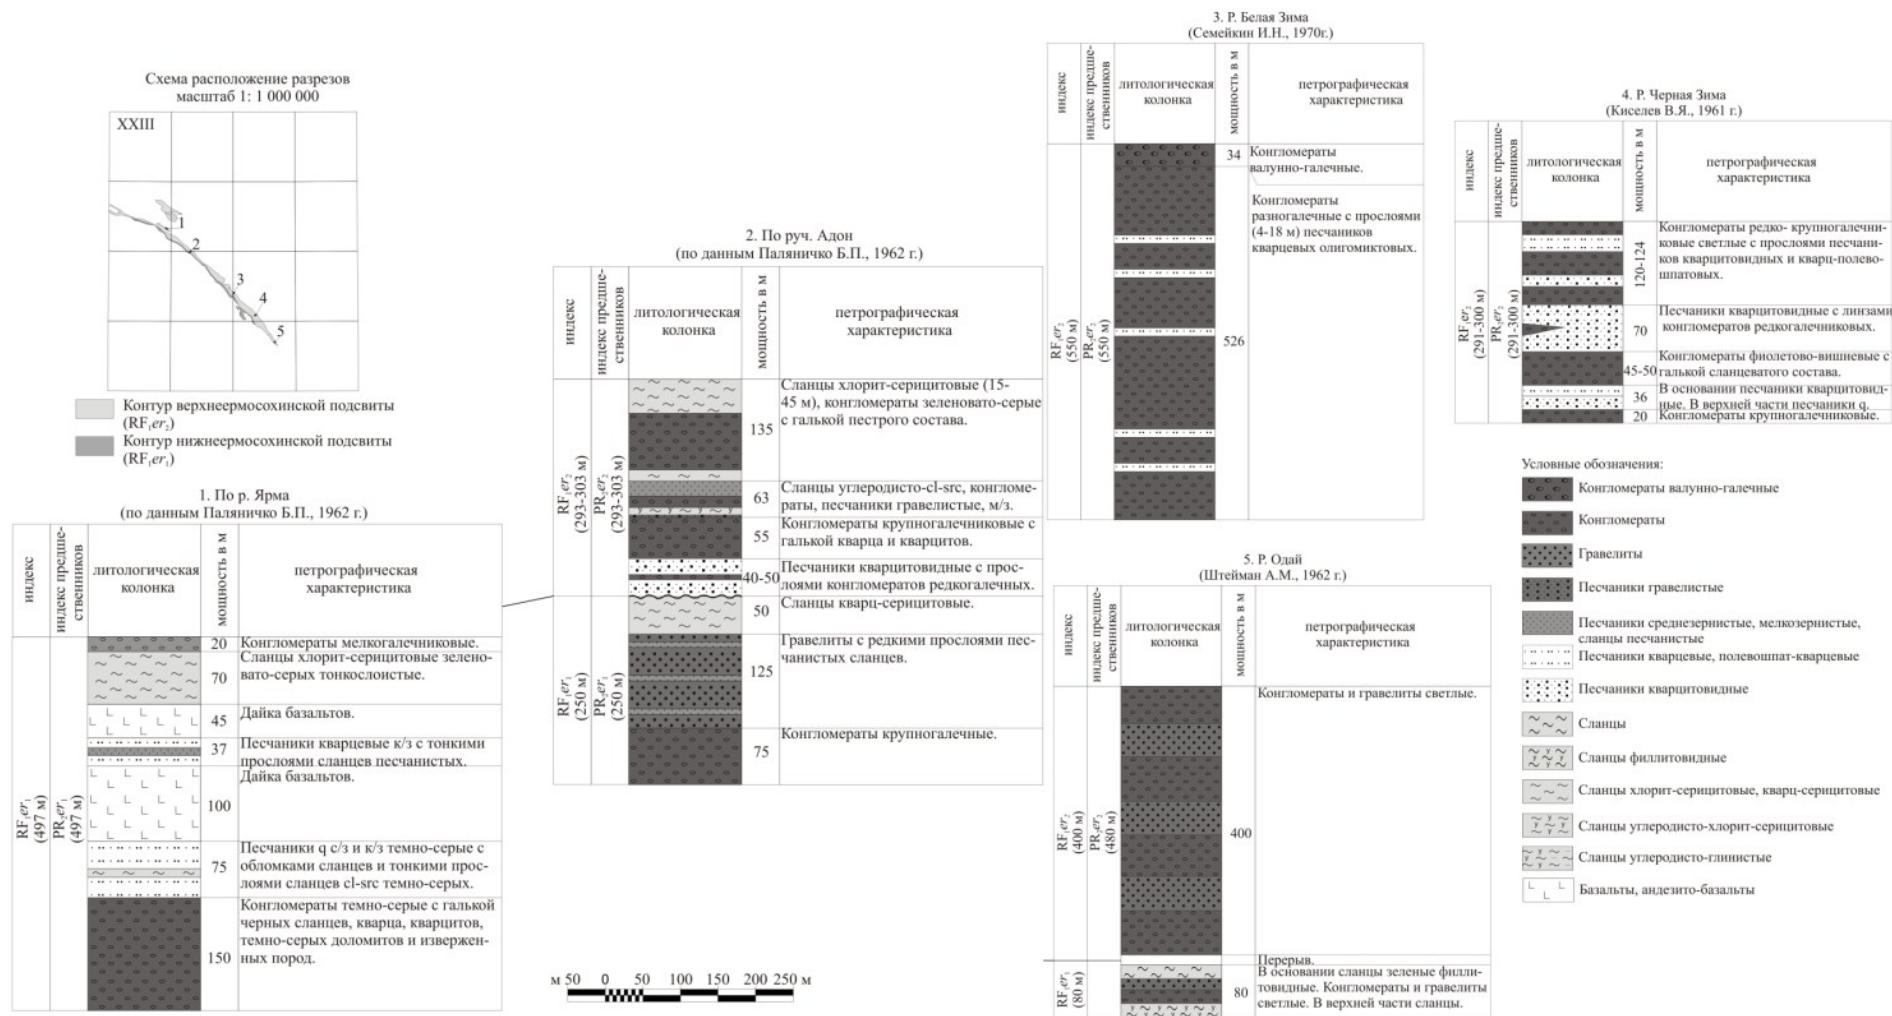 Схема расположение разрезов
масштаб 1: 1 000 000
XXIII
1
2
3
4
5
Контур верхнеермосохинской подсвиты
(RF₁er₂)
Контур нижнеермосохинской подсвиты
(RF₁er₁)
1. По р. Ярма
(по данным Паляничко Б.П., 1962 г.)
индекс
индекс предше-
ственников
литологическая
колонка
мощность в м
петрографическая
характеристика
RF₁er₁
(497 м)
PR₂er₁
(497 м)
20
Конгломераты мелкогалечниковые.
70
Сланцы хлорит-серицитовые зелено-
вато-серых тонкослоистые.
45
Дайка базальтов.
37
Песчаники кварцевые к/з с тонкими
прослоями сланцев песчанистых.
100
Дайка базальтов.
75
Песчаники q с/з и к/з темно-серые с
обломками сланцев и тонкими прос-
лоями сланцев cl-src темно-серых.
150
Конгломераты темно-серые с галькой
черных сланцев, кварца, кварцитов,
темно-серых доломитов и извержен-
ных пород.
2. По руч. Адон
(по данным Паляничко Б.П., 1962 г.)
индекс
индекс предше-
ственников
литологическая
колонка
мощность в м
петрографическая
характеристика
RF₁er₂
(293-303 м)
PR₂er₂
(293-303 м)
135
Сланцы хлорит-серицитовые (15-
45 м), конгломераты зеленовато-серые
с галькой пестрого состава.
63
Сланцы углеродисто-cl-src, конгломе-
раты, песчаники гравелистые, м/з.
55
Конгломераты крупногалечниковые с
галькой кварца и кварцитов.
40-50
Песчаники кварцитовидные с прос-
лоями конгломератов редкогалечных.
RF₁er₁
(250 м)
PR₂er₁
(250 м)
50
Сланцы кварц-серицитовые.
125
Гравелиты с редкими прослоями пес-
чанистых сланцев.
75
Конгломераты крупногалечные.
м 50 0 50 100 150 200 250 м
3. Р. Белая Зима
(Семейкин И.Н., 1970г.)
индекс
индекс предше-
ственников
литологическая
колонка
мощность в м
петрографическая
характеристика
RF₁er₂
(550 м)
PR₂er₂
(550 м)
34
Конгломераты
валунно-галечные.
526
Конгломераты
разногалечные с прослоями
(4-18 м) песчаников
кварцевых олигомиктовых.
4. Р. Черная Зима
(Киселев В.Я., 1961 г.)
индекс
индекс предше-
ственников
литологическая
колонка
мощность в м
петрографическая
характеристика
RF₁er₂
(291-300 м)
PR₂er₂
(291-300 м)
120-124
Конгломераты редко- крупногалечни-
ковые светлые с прослоями песчани-
ков кварцитовидных и кварц-полево-
шпатовых.
70
Песчаники кварцитовидные с линзами
конгломератов редкогалечниковых.
45-50
Конгломераты фиолетово-вишневые с
галькой сланцеватого состава.
36
В основании песчаники кварцитовид-
ные. В верхней части песчаники q.
20
Конгломераты крупногалечниковые.
5. Р. Одай
(Штейман А.М., 1962 г.)
индекс
индекс предше-
ственников
литологическая
колонка
мощность в м
петрографическая
характеристика
RF₁er₂
(400 м)
PR₂er₂
(480 м)
400
Конгломераты и гравелиты светлые.
Перерыв.
RF₁er₁
(80 м)
80
В основании сланцы зеленые филли-
товидные. Конгломераты и гравелиты
светлые. В верхней части сланцы.
Условные обозначения:
Конгломераты валунно-галечные
Конгломераты
Гравелиты
Песчаники гравелистые
Песчаники среднезернистые, мелкозернистые,
сланцы песчанистые
Песчаники кварцевые, полевошпат-кварцевые
Песчаники кварцитовидные
Сланцы
Сланцы филлитовидные
Сланцы хлорит-серицитовые, кварц-серицитовые
Сланцы углеродисто-хлорит-серицитовые
Сланцы углеродисто-глинистые
Базальты, андезито-базальты